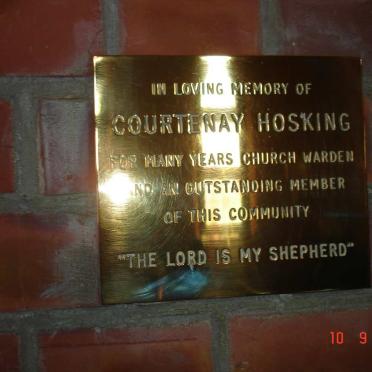 IN LOVING MEMORY OF
COURTENAY HOSKING
FOR MANY YEARS CHURCH WARDEN
AND AN OUTSTANDING MEMBER
OF THIS COMMUNITY
"THE LORD IS MY SHEPHERD"
10 9